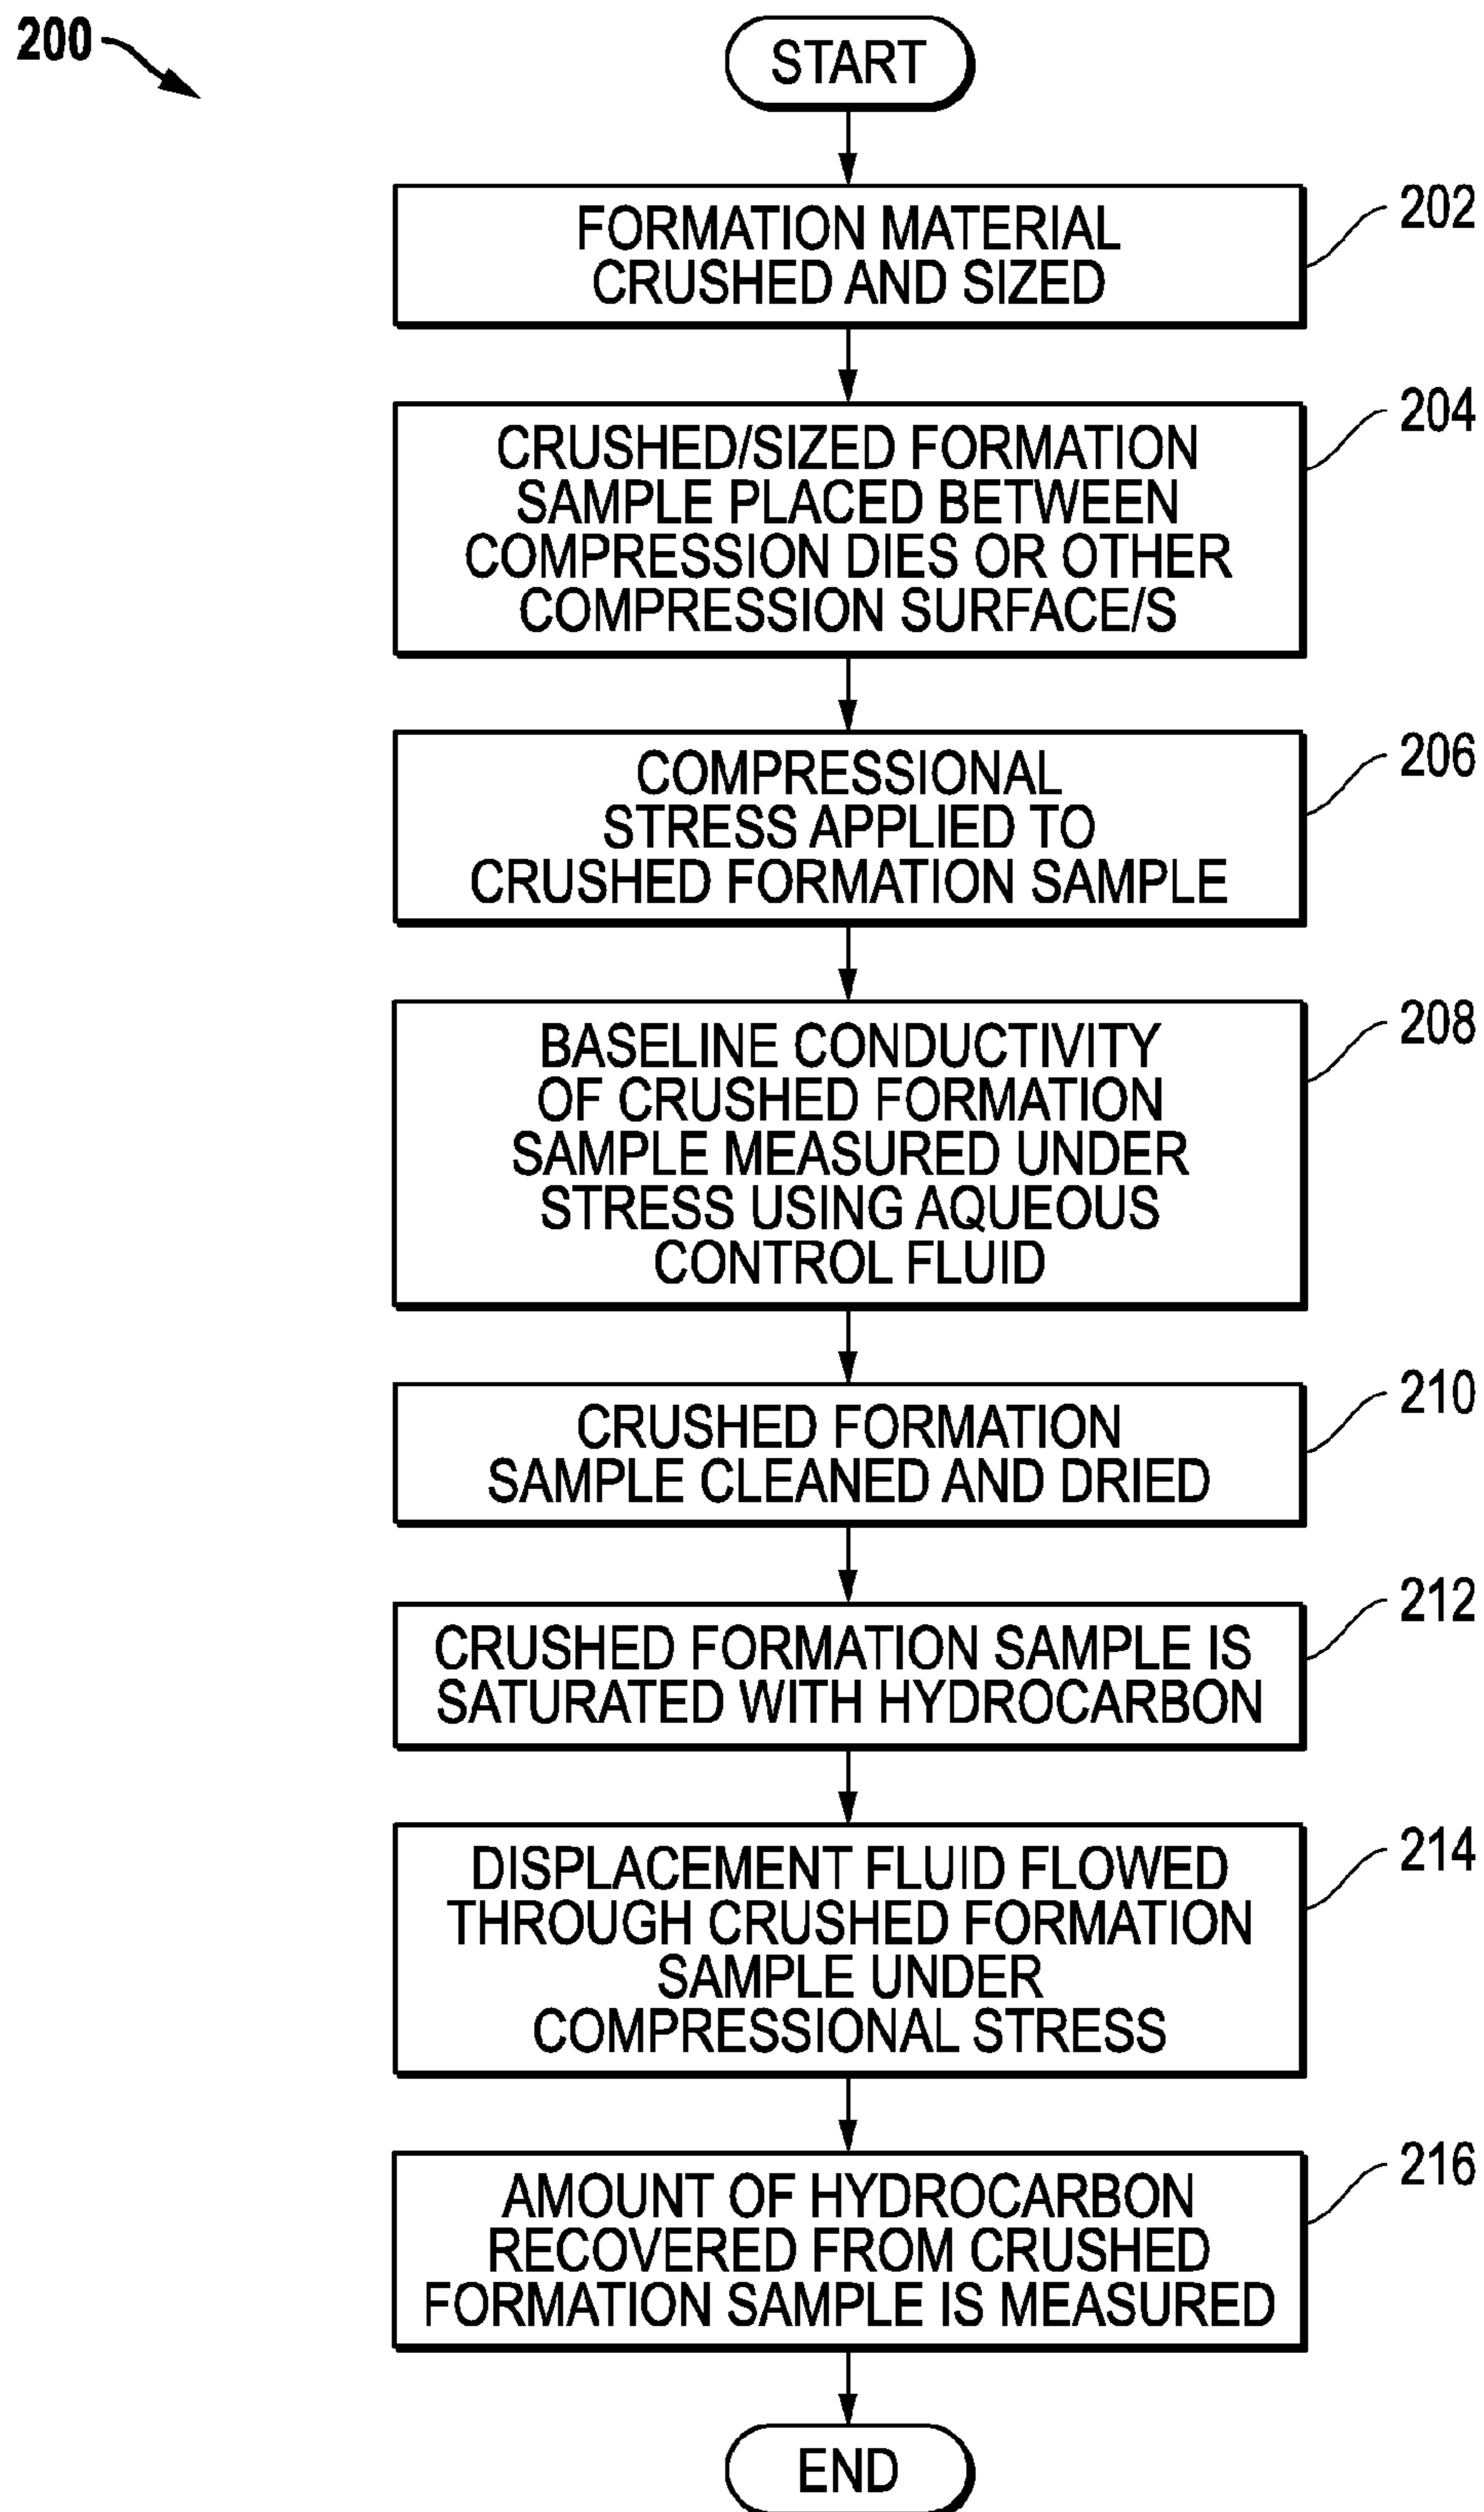 200
START
FORMATION MATERIAL
CRUSHED AND SIZED
202
CRUSHED/SIZED FORMATION
SAMPLE PLACED BETWEEN
COMPRESSION DIES OR OTHER
COMPRESSION SURFACE/S
204
COMPRESSIONAL
STRESS APPLIED TO
CRUSHED FORMATION SAMPLE
206
BASELINE CONDUCTIVITY
OF CRUSHED FORMATION
SAMPLE MEASURED UNDER
STRESS USING AQUEOUS
CONTROL FLUID
208
CRUSHED FORMATION
SAMPLE CLEANED AND DRIED
210
CRUSHED FORMATION SAMPLE IS
SATURATED WITH HYDROCARBON
212
DISPLACEMENT FLUID FLOWED
THROUGH CRUSHED FORMATION
SAMPLE UNDER
COMPRESSIONAL STRESS
214
AMOUNT OF HYDROCARBON
RECOVERED FROM CRUSHED
FORMATION SAMPLE IS MEASURED
216
END